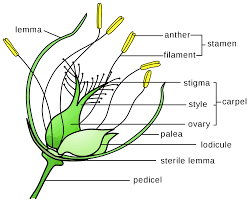 lemma
anther
stamen
filament
stigma
style
carpel
ovary
palea
lodicule
sterile lemma
pedicel